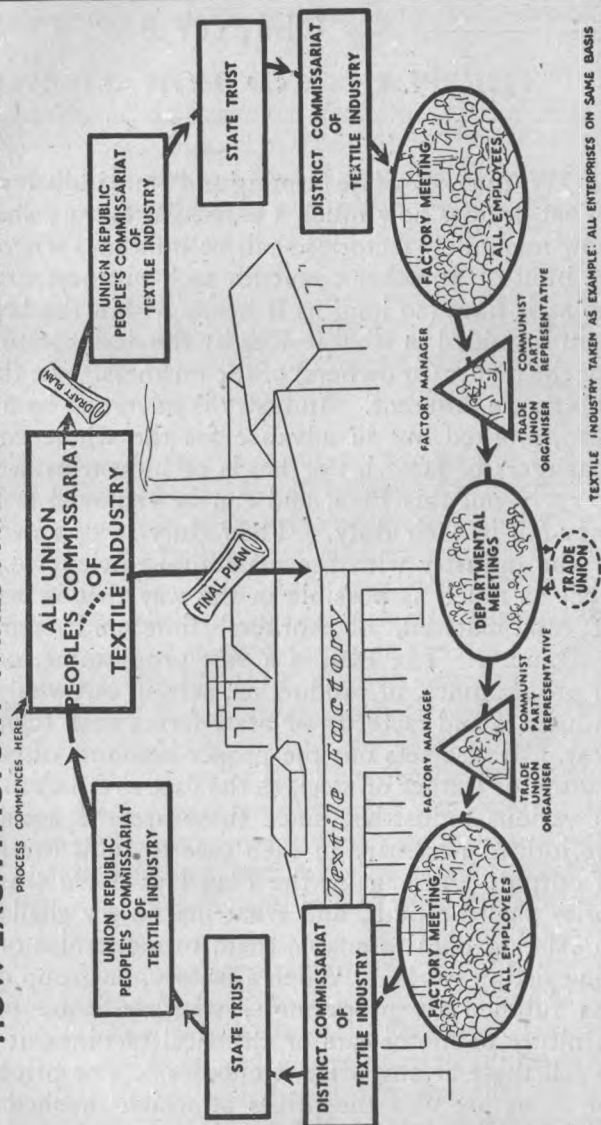 PROCESS COMMENCES HERE
ALL UNION
PEOPLE'S COMMISSARIAT
OF
TEXTILE INDUSTRY
DRAFT PLAN
UNION REPUBLIC
PEOPLE'S COMMISSARIAT
OF
TEXTILE INDUSTRY
STATE TRUST
DISTRICT COMMISSARIAT
OF
TEXTILE INDUSTRY
FACTORY MEETING
ALL EMPLOYEES
FACTORY MANAGER
TRADE
UNION
ORGANISER
COMMUNIST
PARTY
REPRESENTATIVE
DEPARTMENTAL
MEETINGS
TRADE
UNION
FACTORY MANAGER
TRADE
UNION
ORGANISER
COMMUNIST
PARTY
REPRESENTATIVE
FACTORY MEETING
ALL EMPLOYEES
DISTRICT COMMISSARIAT
OF
TEXTILE INDUSTRY
STATE TRUST
UNION REPUBLIC
PEOPLE'S COMMISSARIAT
OF
TEXTILE INDUSTRY
FINAL PLAN
Textile Factory
TEXTILE INDUSTRY TAKEN AS EXAMPLE: ALL ENTERPRISES ON SAME BASIS